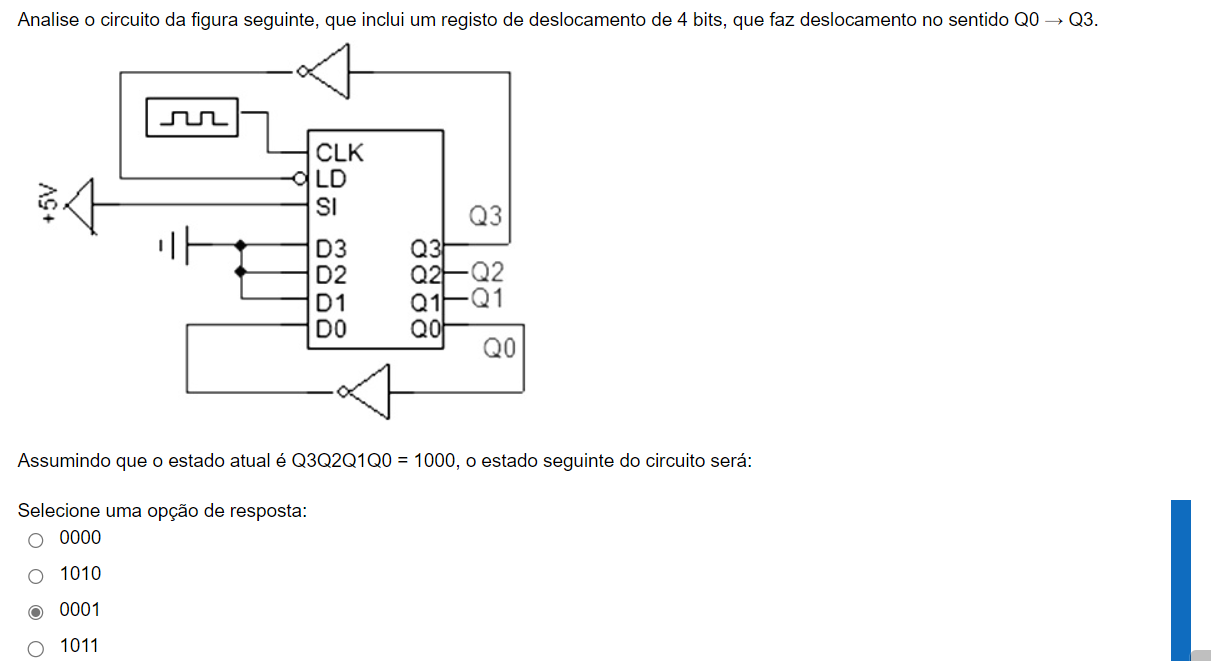 Analise o circuito da figura seguinte, que inclui um registo de deslocamento de 4 bits, que faz deslocamento no sentido Q0 → Q3.
CLK
LD
+5V
SI
Q3
D3 Q3
D2 Q2 Q2
D1 Q1 Q1
D0 Q0
Q0
Assumindo que o estado atual é Q3Q2Q1Q0 = 1000, o estado seguinte do circuito será:
Selecione uma opção de resposta:
0000
1010
0001
1011